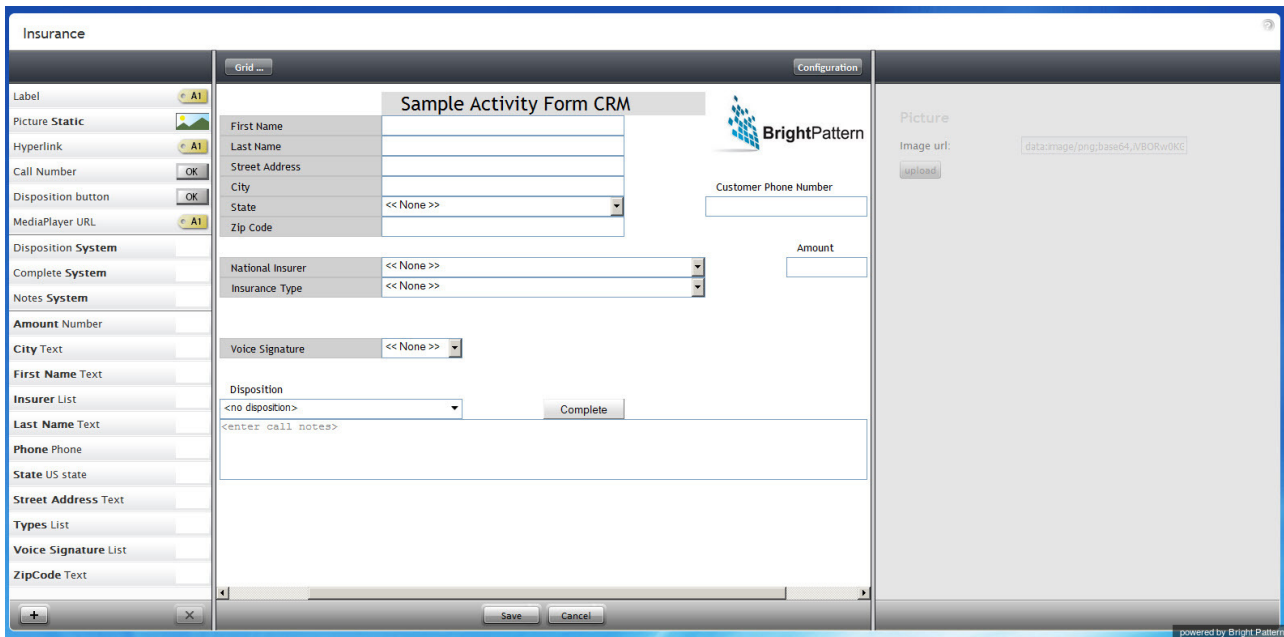 Insurance
Grid ...
Configuration
Label A1
Picture Static
Hyperlink A1
Call Number OK
Disposition button OK
MediaPlayer URL A1
Disposition System
Complete System
Notes System
Amount Number
City Text
First Name Text
Insurer List
Last Name Text
Phone Phone
State US state
Street Address Text
Types List
Voice Signature List
ZipCode Text
+
Sample Activity Form CRM
BrightPattern
First Name
Last Name
Street Address
City
Customer Phone Number
State << None >>
Zip Code
Amount
National Insurer << None >>
Insurance Type << None >>
Voice Signature << None >>
Disposition
<no disposition>
Complete
<enter call notes>
Save
Cancel
Picture
Image url: data:image/png;base64,iVBORw0KG
upload
powered by Bright Pattern